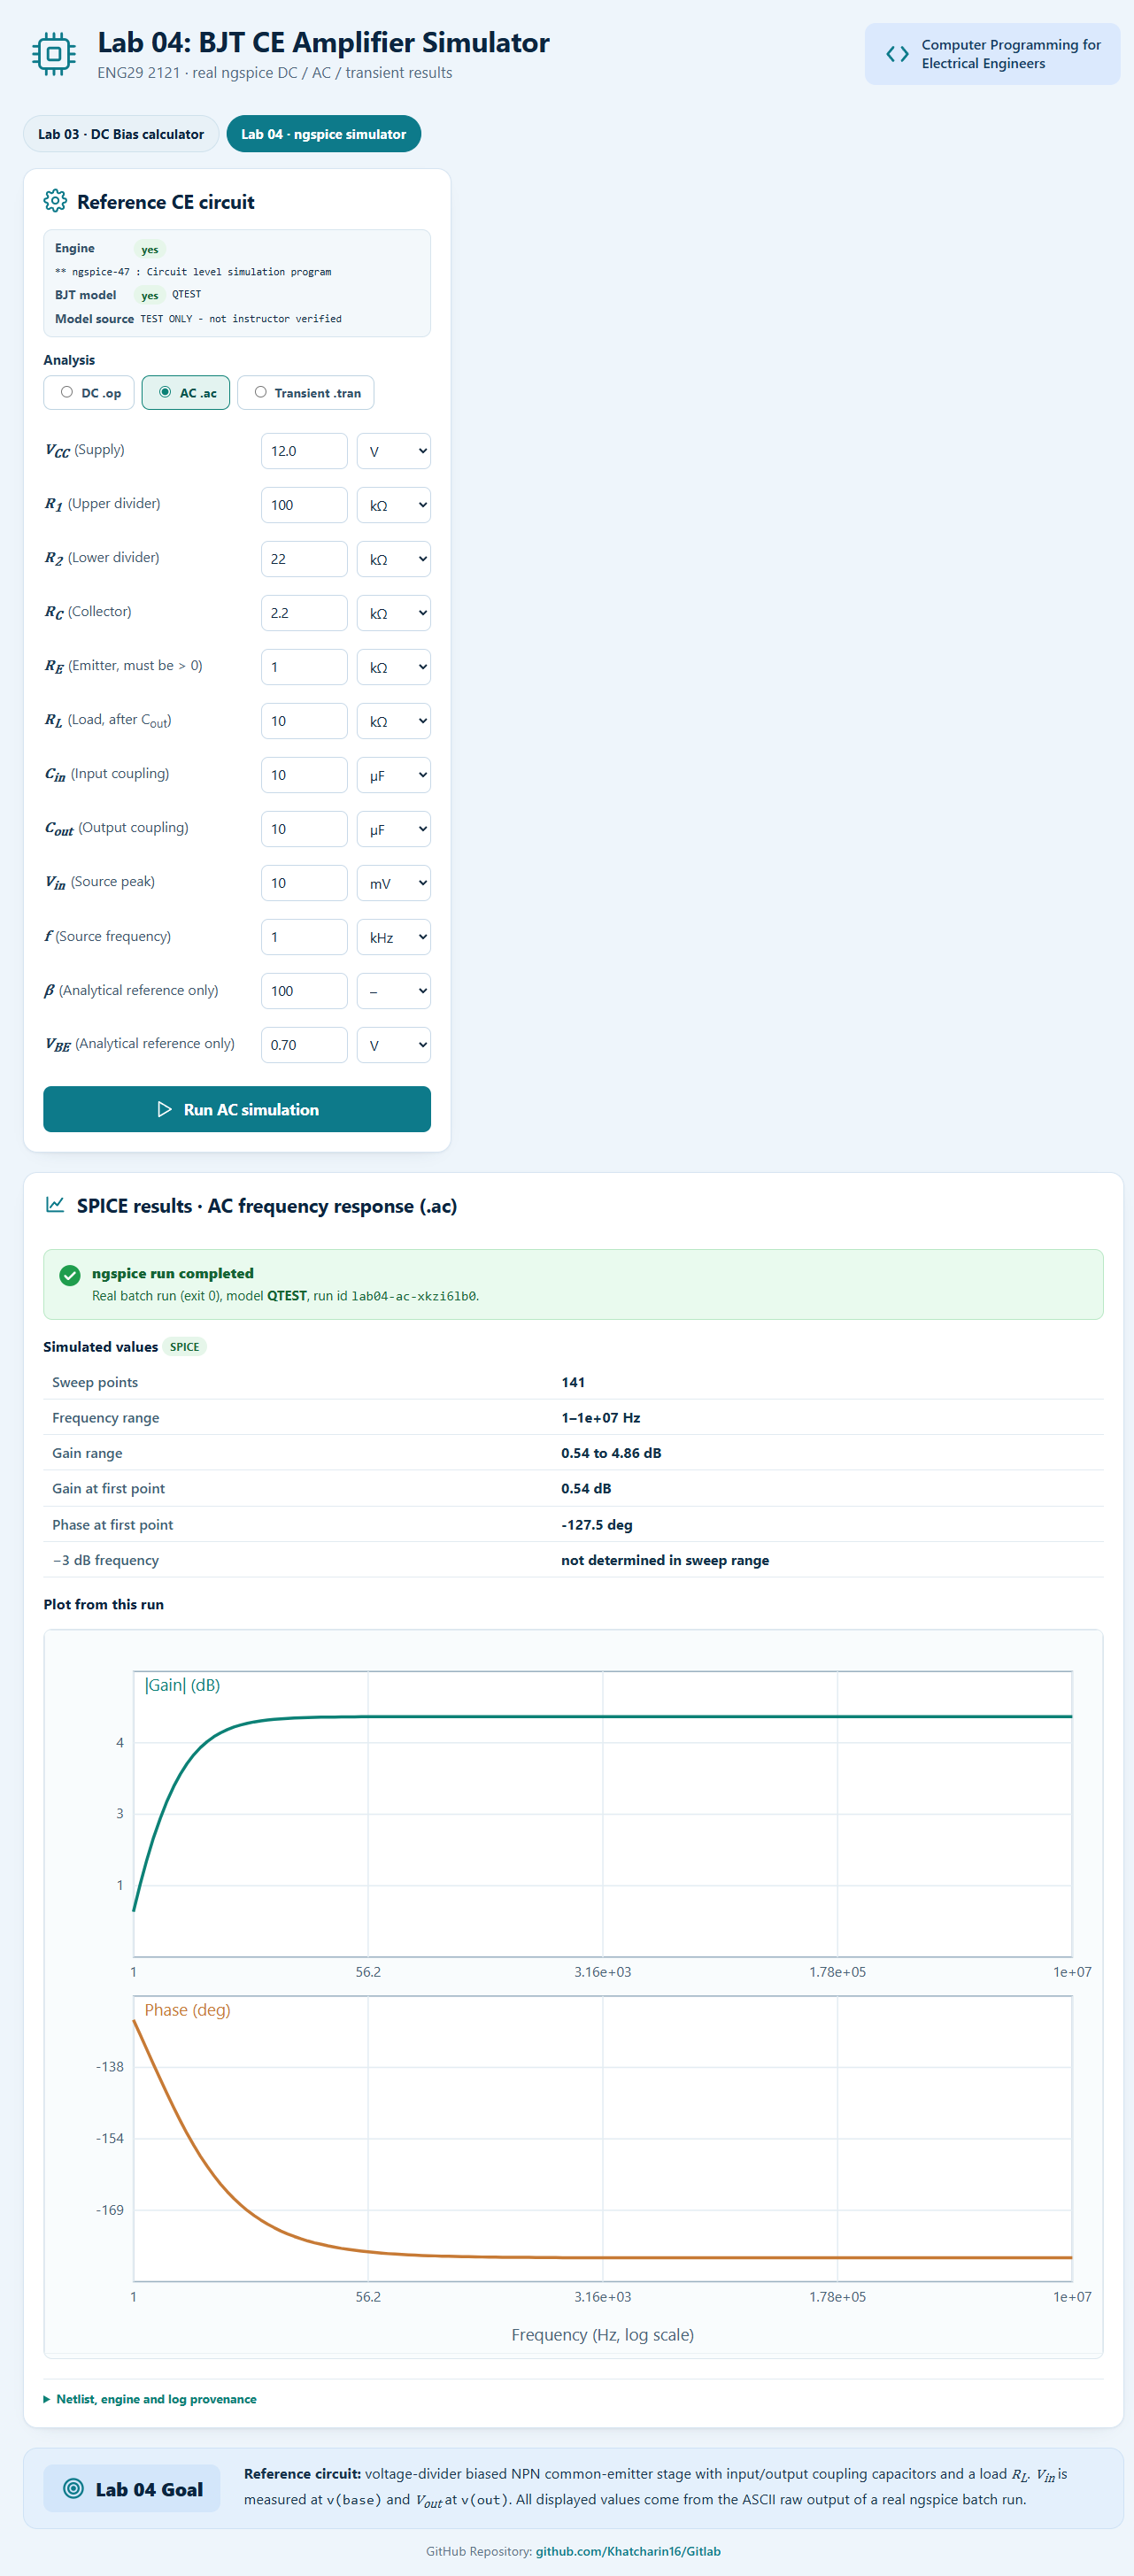 Lab 04: BJT CE Amplifier Simulator
ENG29 2121 · real ngspice DC / AC / transient results
Computer Programming for
Electrical Engineers
Lab 03 · DC Bias calculator
Lab 04 · ngspice simulator
Reference CE circuit
Engine yes
** ngspice-47 : Circuit level simulation program
BJT model yes QTEST
Model source TEST ONLY - not instructor verified
Analysis
DC .op
AC .ac
Transient .tran
VCC (Supply) 12.0 V
R1 (Upper divider) 100 kΩ
R2 (Lower divider) 22 kΩ
RC (Collector) 2.2 kΩ
RE (Emitter, must be > 0) 1 kΩ
RL (Load, after Cout) 10 kΩ
Cin (Input coupling) 10 µF
Cout (Output coupling) 10 µF
Vin (Source peak) 10 mV
f (Source frequency) 1 kHz
β (Analytical reference only) 100 –
VBE (Analytical reference only) 0.70 V
Run AC simulation
SPICE results · AC frequency response (.ac)
ngspice run completed
Real batch run (exit 0), model QTEST, run id lab04-ac-xkzi6lb0.
Simulated values SPICE
Sweep points 141
Frequency range 1–1e+07 Hz
Gain range 0.54 to 4.86 dB
Gain at first point 0.54 dB
Phase at first point -127.5 deg
−3 dB frequency not determined in sweep range
Plot from this run
|Gain| (dB)
4
3
1
1 56.2 3.16e+03 1.78e+05 1e+07
Phase (deg)
-138
-154
-169
1 56.2 3.16e+03 1.78e+05 1e+07
Frequency (Hz, log scale)
Netlist, engine and log provenance
Lab 04 Goal
Reference circuit: voltage-divider biased NPN common-emitter stage with input/output coupling capacitors and a load RL. Vin is
measured at v(base) and Vout at v(out). All displayed values come from the ASCII raw output of a real ngspice batch run.
GitHub Repository: github.com/Khatcharin16/Gitlab